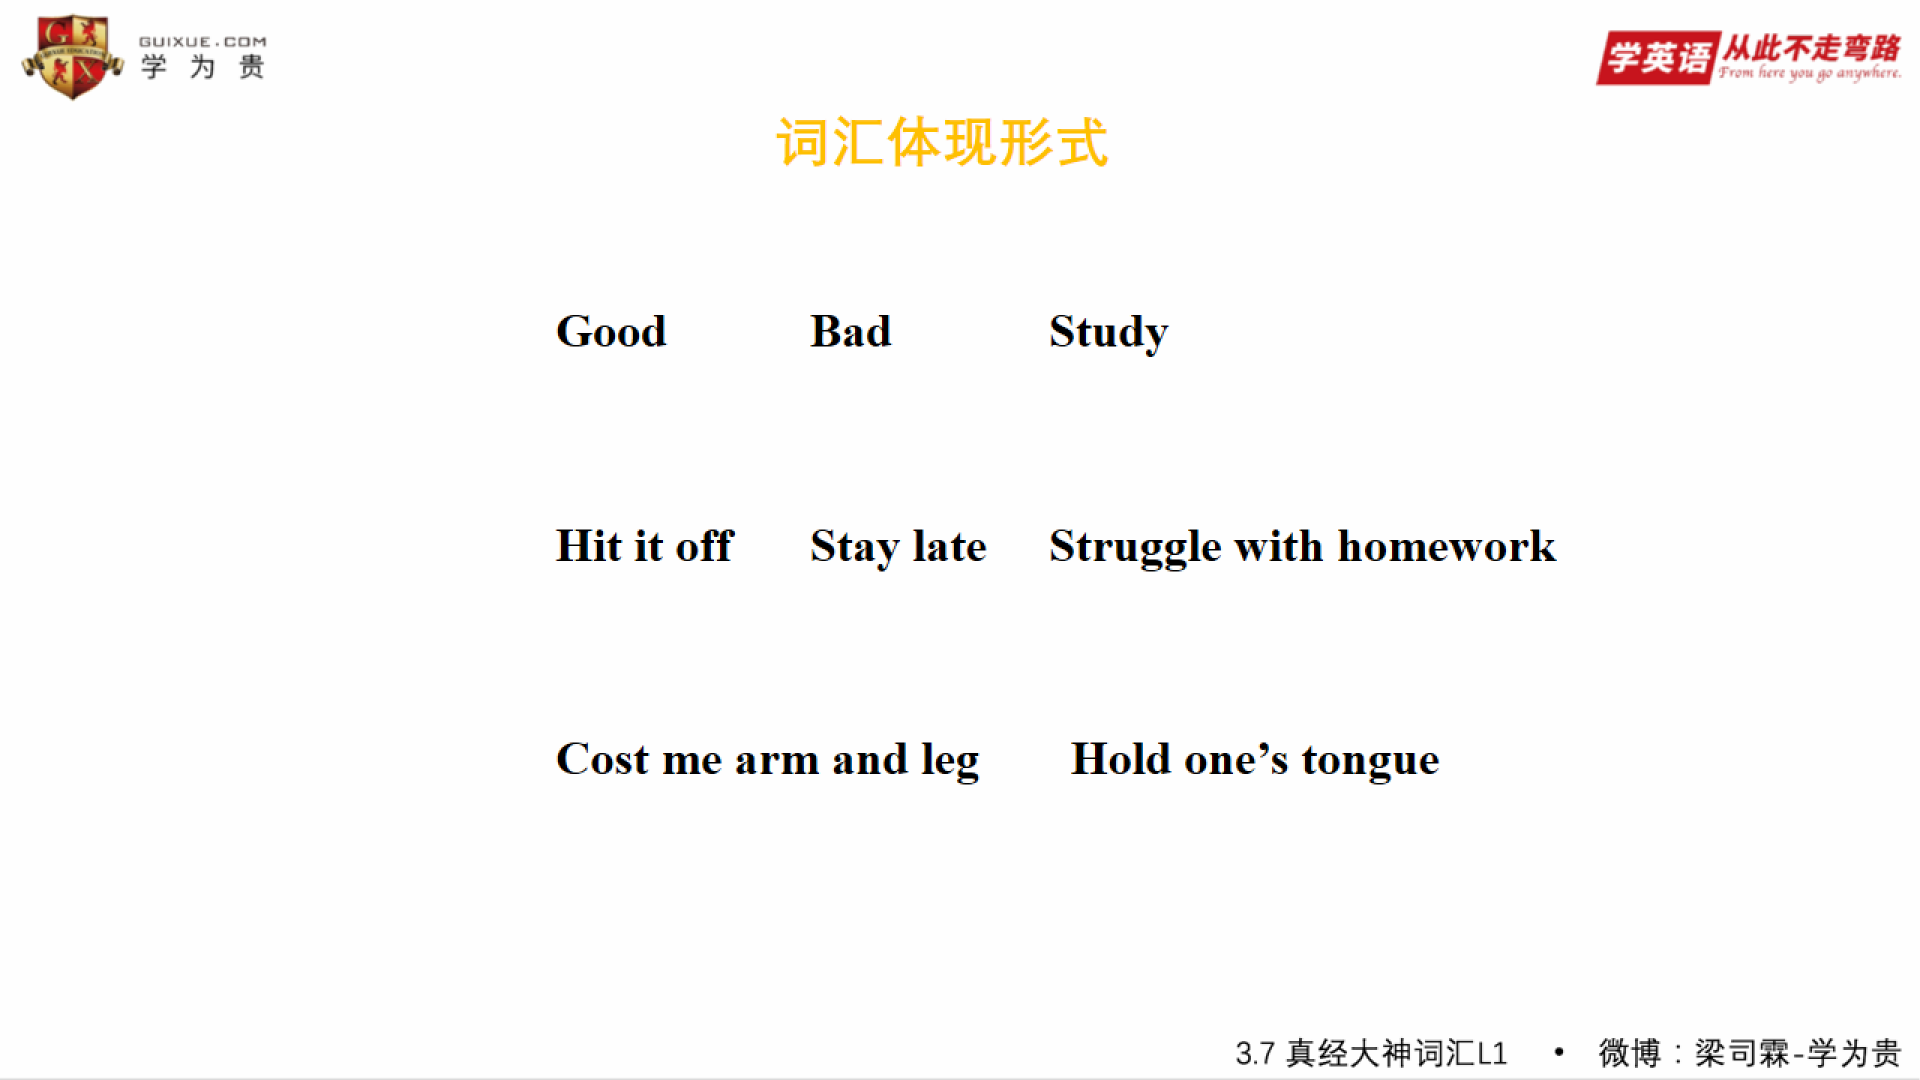 GUIXUE.COM
学为贵
学英语 从此不走弯路
From here you go anywhere.
词汇体现形式
Good Bad Study
Hit it off Stay late Struggle with homework
Cost me arm and leg Hold one’s tongue
3.7 真经大神词汇L1 • 微博：梁司霖-学为贵